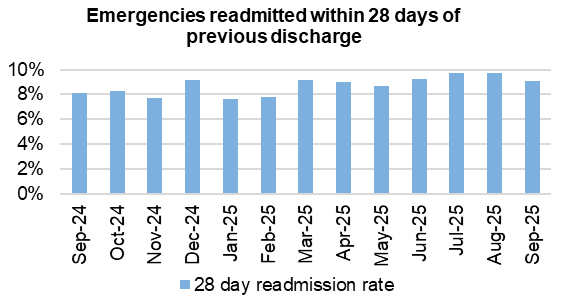 Emergencies readmitted within 28 days of
previous discharge
10%
8%
6%
4%
2%
0%
Sep-24
Oct-24
Nov-24
Dec-24
Jan-25
Feb-25
Mar-25
Apr-25
May-25
Jun-25
Jul-25
Aug-25
Sep-25
28 day readmission rate